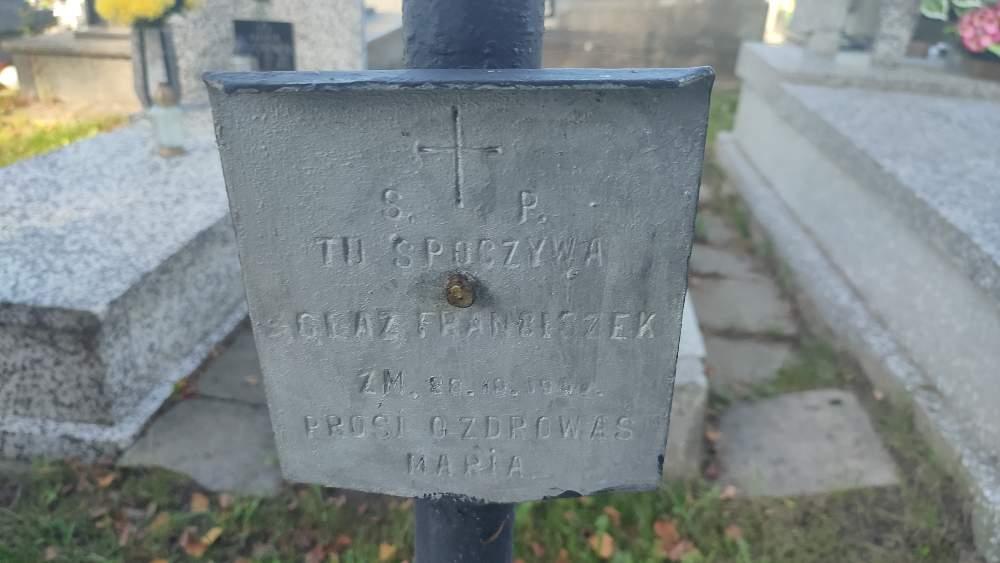 Ś. P.
TU SPOCZYWA
FRANCISZEK
ZM.
PROSI O ZDROWAŚ
MARIA